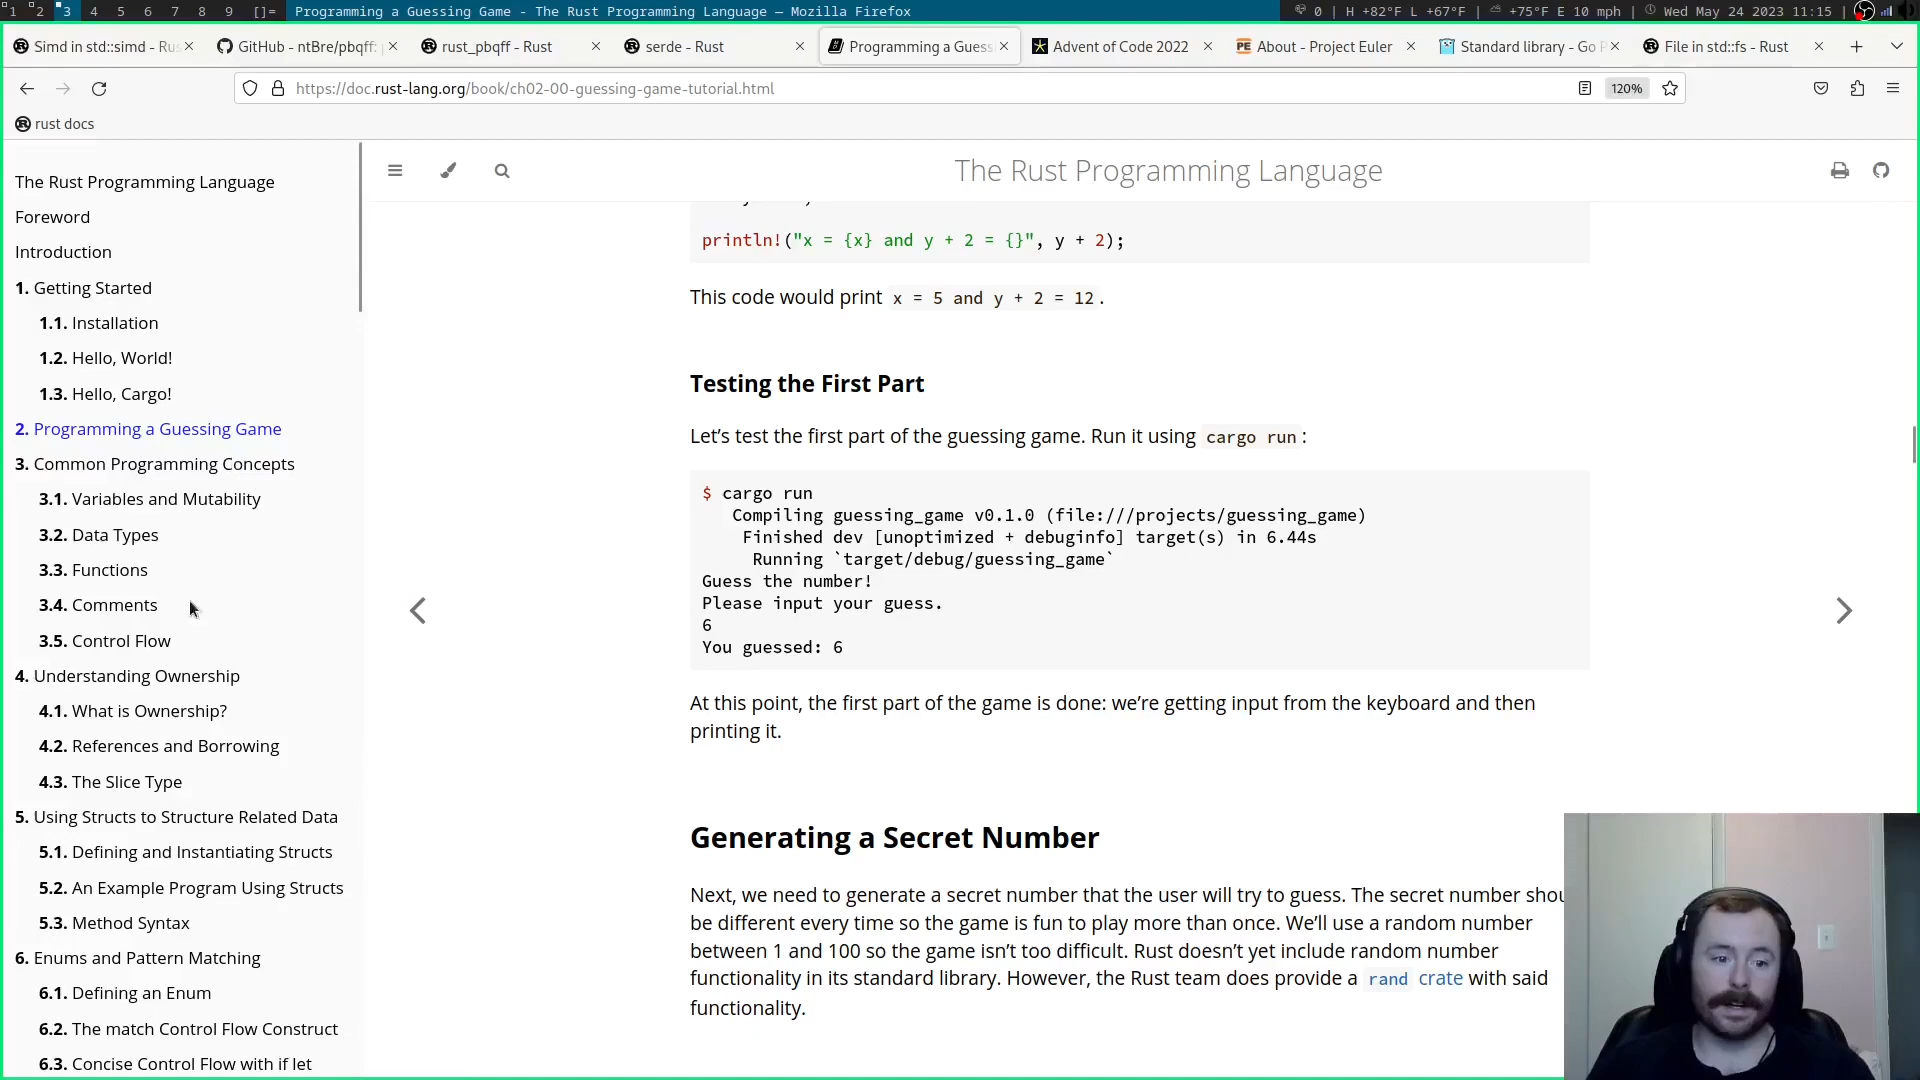 1 2 3 4 5 6 7 8 9 []= Programming a Guessing Game - The Rust Programming Language — Mozilla Firefox 0 | H +82°F L +67°F | +75°F E 10 mph | Wed May 24 2023 11:15 |
Simd in std::simd - Rus GitHub - ntBre/pbqff: rust_pbqff - Rust serde - Rust Programming a Guess Advent of Code 2022 About - Project Euler Standard library - Go P File in std::fs - Rust
https://doc.rust-lang.org/book/ch02-00-guessing-game-tutorial.html 120%
rust docs
The Rust Programming Language
Foreword
Introduction
1. Getting Started
1.1. Installation
1.2. Hello, World!
1.3. Hello, Cargo!
2. Programming a Guessing Game
3. Common Programming Concepts
3.1. Variables and Mutability
3.2. Data Types
3.3. Functions
3.4. Comments
3.5. Control Flow
4. Understanding Ownership
4.1. What is Ownership?
4.2. References and Borrowing
4.3. The Slice Type
5. Using Structs to Structure Related Data
5.1. Defining and Instantiating Structs
5.2. An Example Program Using Structs
5.3. Method Syntax
6. Enums and Pattern Matching
6.1. Defining an Enum
6.2. The match Control Flow Construct
6.3. Concise Control Flow with if let
The Rust Programming Language
println!("x = {x} and y + 2 = {}", y + 2);
This code would print x = 5 and y + 2 = 12.
Testing the First Part
Let’s test the first part of the guessing game. Run it using cargo run:
$ cargo run
Compiling guessing_game v0.1.0 (file:///projects/guessing_game)
Finished dev [unoptimized + debuginfo] target(s) in 6.44s
Running `target/debug/guessing_game`
Guess the number!
Please input your guess.
6
You guessed: 6
At this point, the first part of the game is done: we’re getting input from the keyboard and then
printing it.
Generating a Secret Number
Next, we need to generate a secret number that the user will try to guess. The secret number shou
be different every time so the game is fun to play more than once. We’ll use a random number
between 1 and 100 so the game isn’t too difficult. Rust doesn’t yet include random number
functionality in its standard library. However, the Rust team does provide a rand crate with said
functionality.